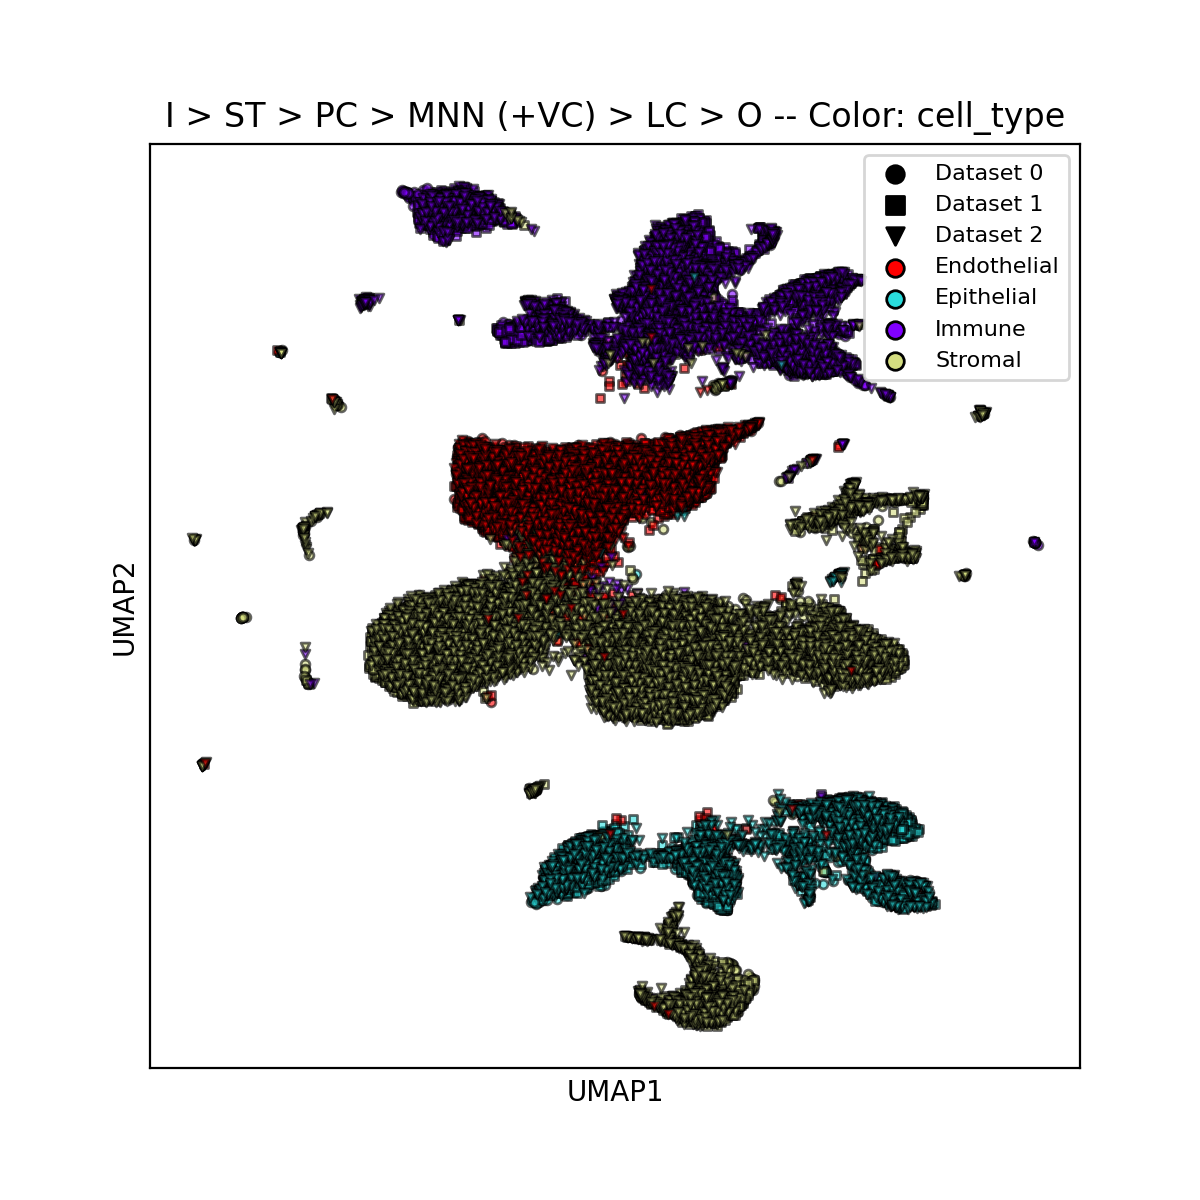 I > ST > PC > MNN (+VC) > LC > O -- Color: cell_type
Dataset 0
Dataset 1
Dataset 2
Endothelial
Epithelial
Immune
Stromal
UMAP2
UMAP1